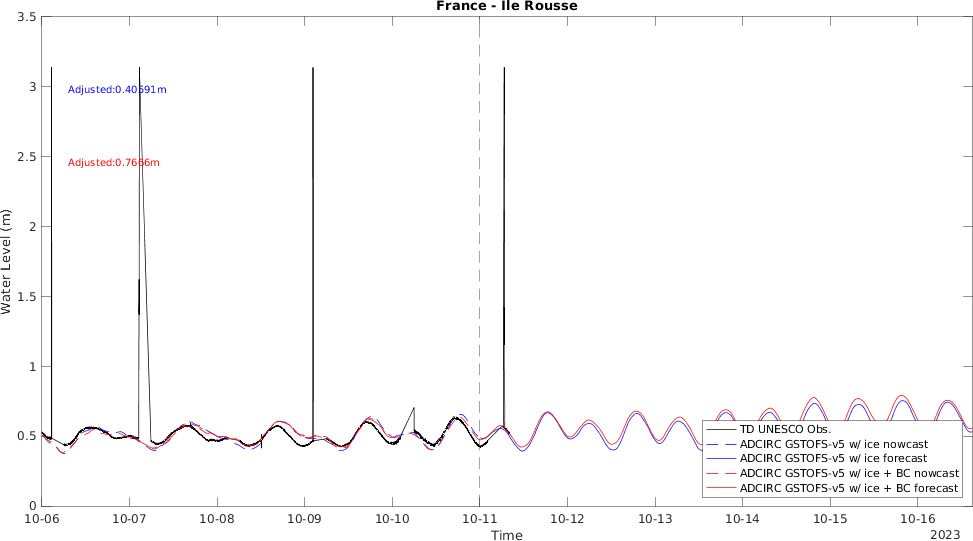 France - Ile Rousse
3.5
3
2.5
2
1.5
1
0.5
0
Water Level (m)
Adjusted:0.40691m
Adjusted:0.7666m
TD UNESCO Obs.
ADCIRC GSTOFS-v5 w/ ice nowcast
ADCIRC GSTOFS-v5 w/ ice forecast
ADCIRC GSTOFS-v5 w/ ice + BC nowcast
ADCIRC GSTOFS-v5 w/ ice + BC forecast
10-06 10-07 10-08 10-09 10-10 10-11 10-12 10-13 10-14 10-15 10-16
Time
2023